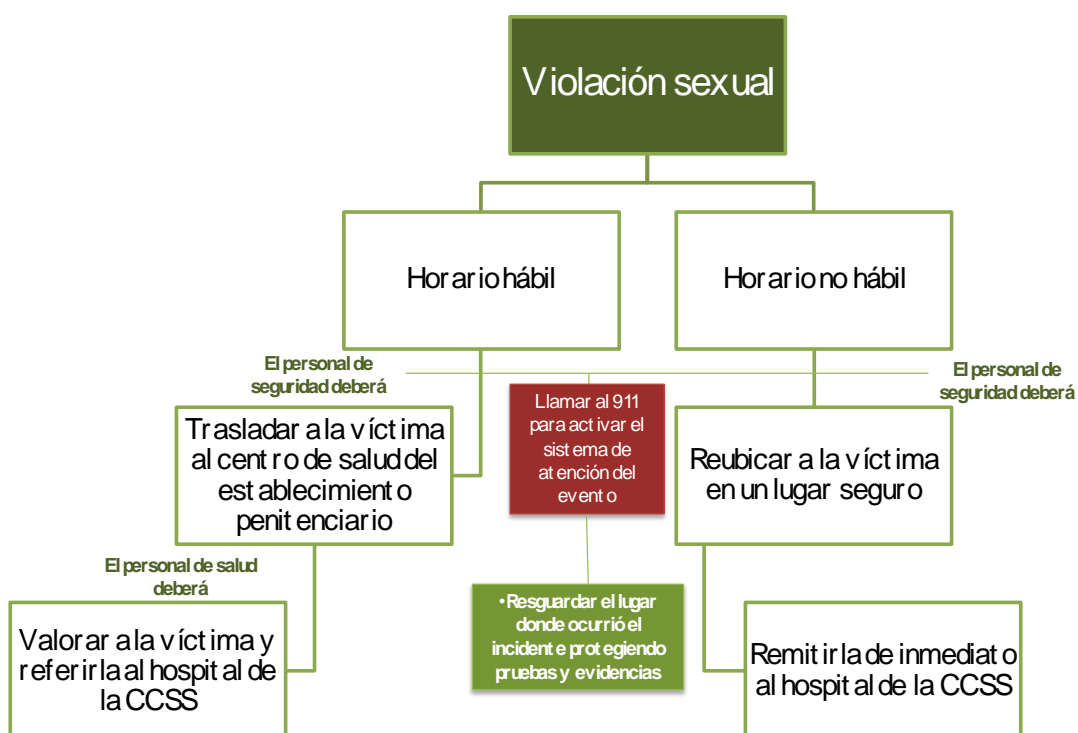 Violación sexual
Horario hábil
Horario no hábil
El personal de
seguridad deberá
El personal de
seguridad deberá
Llamar al 911
para activar el
sistema de
atención del
evento
Trasladar a la víctima
al centro de salud del
establecimiento
penitenciario
Reubicar a la víctima
en un lugar seguro
El personal de salud
deberá
•Resguardar el lugar
donde ocurrió el
incidente protegiendo
pruebas y evidencias
Valorar a la víctima y
referirla al hospital de
la CCSS
Remitirla de inmediato
al hospital de la CCSS